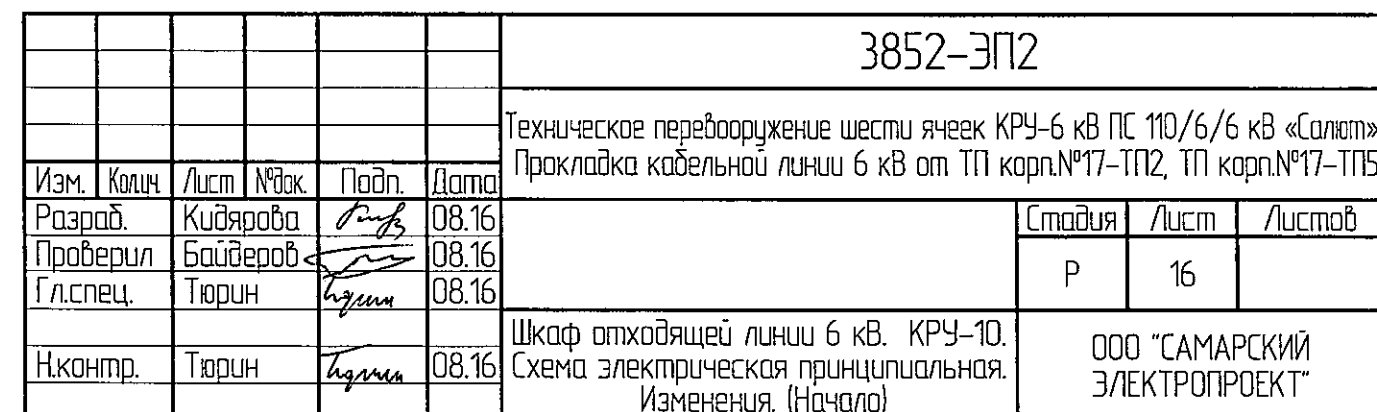 3852-ЭП2
Техническое перевооружение шести ячеек КРУ-6 кВ ПС 110/6/6 кВ «Салют»
Прокладка кабельной линии 6 кВ от ТП корп.№17-ТП2, ТП корп.№17-ТП5
Изм. Колич. Лист №док. Подп. Дата
Разраб. Кидярова 08.16
Проверил Байдеров 08.16
Гл.спец. Тюрин Тюрин 08.16
Н.контр. Тюрин Тюрин 08.16
Стадия Лист Листов
Р 16
Шкаф отходящей линии 6 кВ. КРУ-10.
Схема электрическая принципиальная.
Изменения. (Начало)
ООО "САМАРСКИЙ
ЭЛЕКТРОПРОЕКТ"